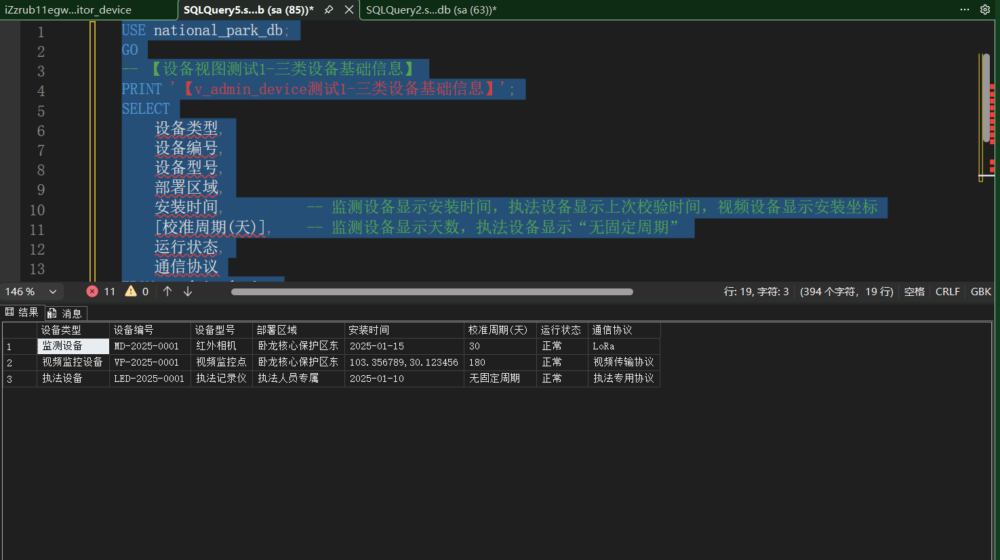 iZzrub11egw...itor_device SQLQuery5.s...b (sa (85))* SQLQuery2.s...db (sa (63))*
1 USE national_park_db;
2 GO
3 -- 【设备视图测试1-三类设备基础信息】
4 PRINT '【v_admin_device测试1-三类设备基础信息】';
5 SELECT
6 设备类型,
7 设备编号,
8 设备型号,
9 部署区域,
10 安装时间, -- 监测设备显示安装时间，执法设备显示上次校验时间，视频设备显示安装坐标
11 [校准周期(天)], -- 监测设备显示天数，执法设备显示“无固定周期”
12 运行状态,
13 通信协议
146 % 11 0 行: 19, 字符: 3 (394 个字符，19 行) 空格 CRLF GBK
结果 消息
设备类型 设备编号 设备型号 部署区域 安装时间 校准周期(天) 运行状态 通信协议
1 监测设备 MD-2025-0001 红外相机 卧龙核心保护区东 2025-01-15 30 正常 LoRa
2 视频监控设备 VP-2025-0001 视频监控点 卧龙核心保护区东 103.356789,30.123456 180 正常 视频传输协议
3 执法设备 LED-2025-0001 执法记录仪 执法人员专属 2025-01-10 无固定周期 正常 执法专用协议